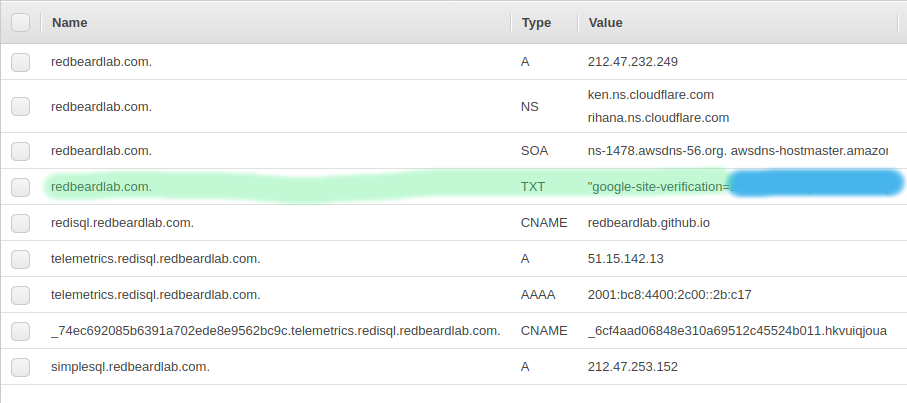 Name Type Value
redbeardlab.com. A 212.47.232.249
redbeardlab.com. NS ken.ns.cloudflare.com
rihana.ns.cloudflare.com
redbeardlab.com. SOA ns-1478.awsdns-56.org. awsdns-hostmaster.amazon
redbeardlab.com. TXT "google-site-verification=
redisql.redbeardlab.com. CNAME redbeardlab.github.io
telemetrics.redisql.redbeardlab.com. A 51.15.142.13
telemetrics.redisql.redbeardlab.com. AAAA 2001:bc8:4400:2c00::2b:c17
_74ec692085b6391a702ede8e9562bc9c.telemetrics.redisql.redbeardlab.com. CNAME _6cf4aad06848e310a69512c45524b011.hkvuiqjoua
simplesql.redbeardlab.com. A 212.47.253.152